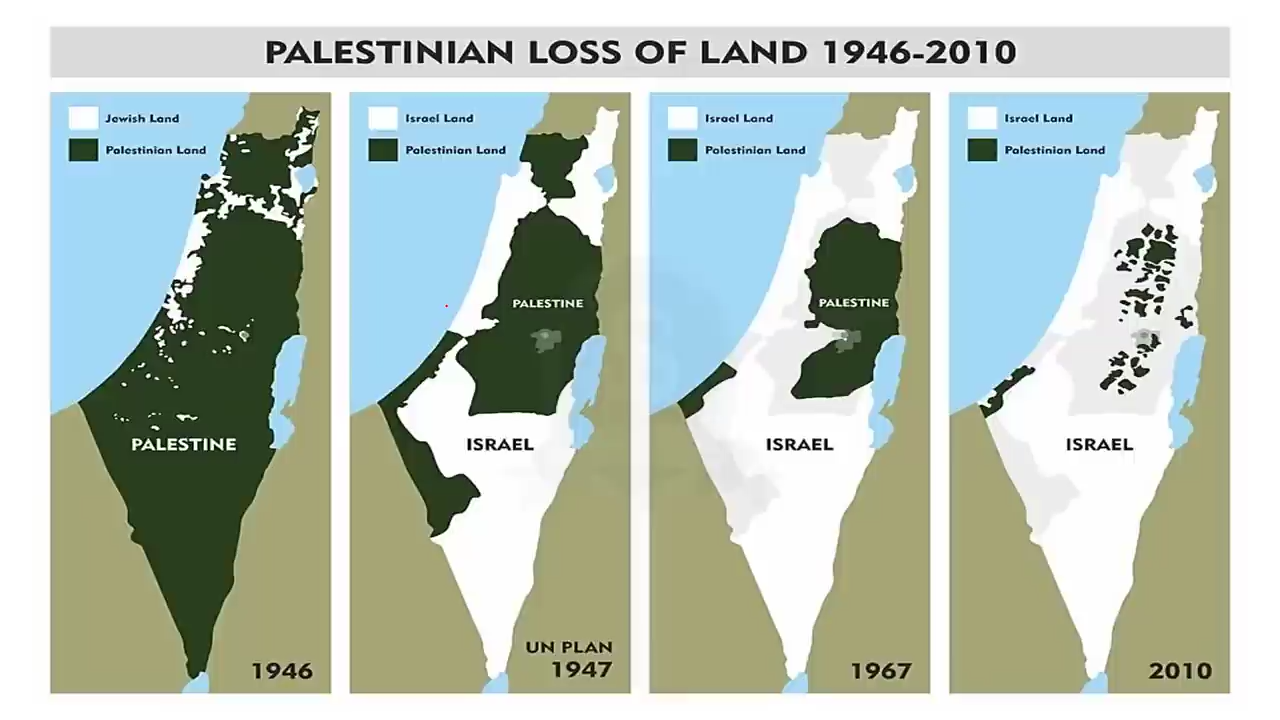 PALESTINIAN LOSS OF LAND 1946-2010
Jewish Land
Palestinian Land
PALESTINE
1946
Israel Land
Palestinian Land
PALESTINE
ISRAEL
UN PLAN
1947
Israel Land
Palestinian Land
PALESTINE
ISRAEL
1967
Israel Land
Palestinian Land
ISRAEL
2010